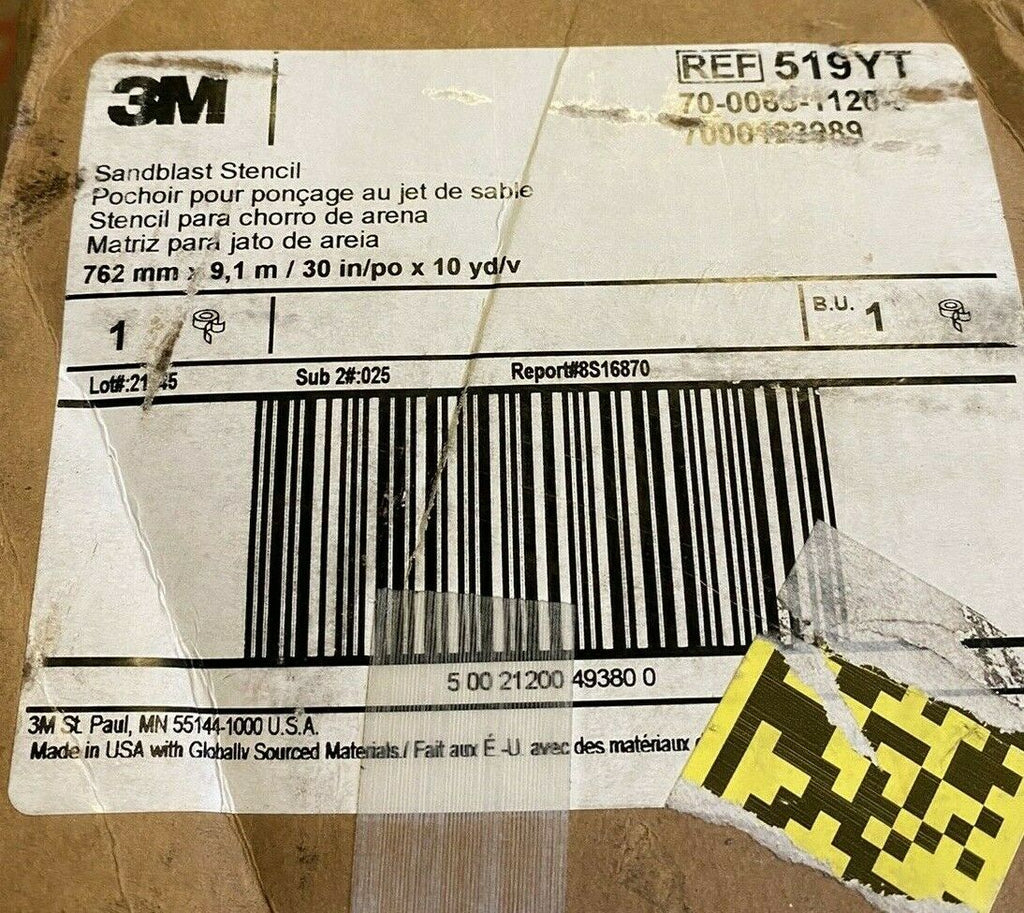 3M
REF 519YT
Sandblast Stencil
Pochoir pour ponçage au jet de sable
Stencil para chorro de arena
Matriz para jato de areia
762 mm x 9,1 m / 30 in/po x 10 yd/v
1
B.U. 1
Sub 2#:025
Report#8S16870
5 00 21200 49380 0
3M St. Paul, MN 55144-1000 U.S.A.
Made in USA with Globally Sourced Materials./ Fait aux É.-U. avec des matériaux